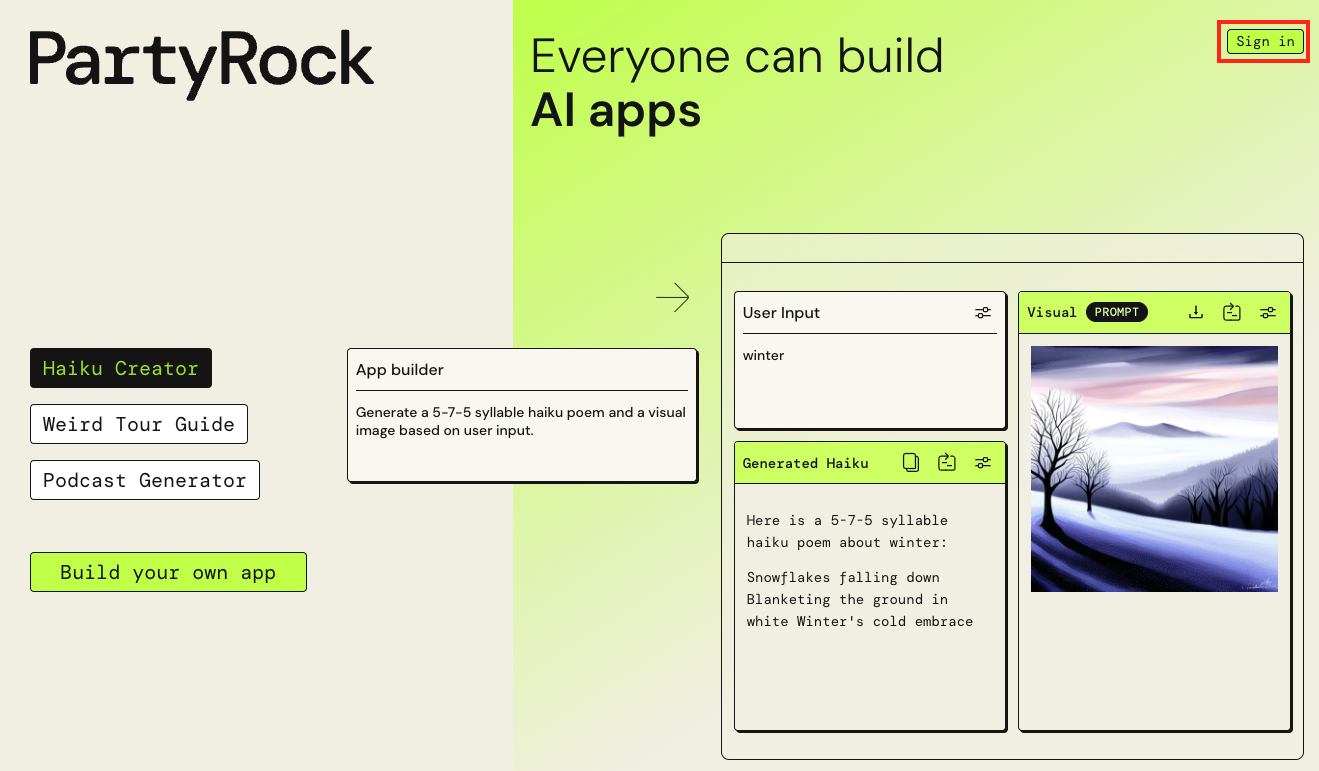 PartyRock
Everyone can build
AI apps
Sign in
Haiku Creator
Weird Tour Guide
Podcast Generator
Build your own app
App builder
Generate a 5-7-5 syllable haiku poem and a visual
image based on user input.
User Input
winter
Generated Haiku
Here is a 5-7-5 syllable
haiku poem about winter:
Snowflakes falling down
Blanketing the ground in
white Winter's cold embrace
Visual PROMPT